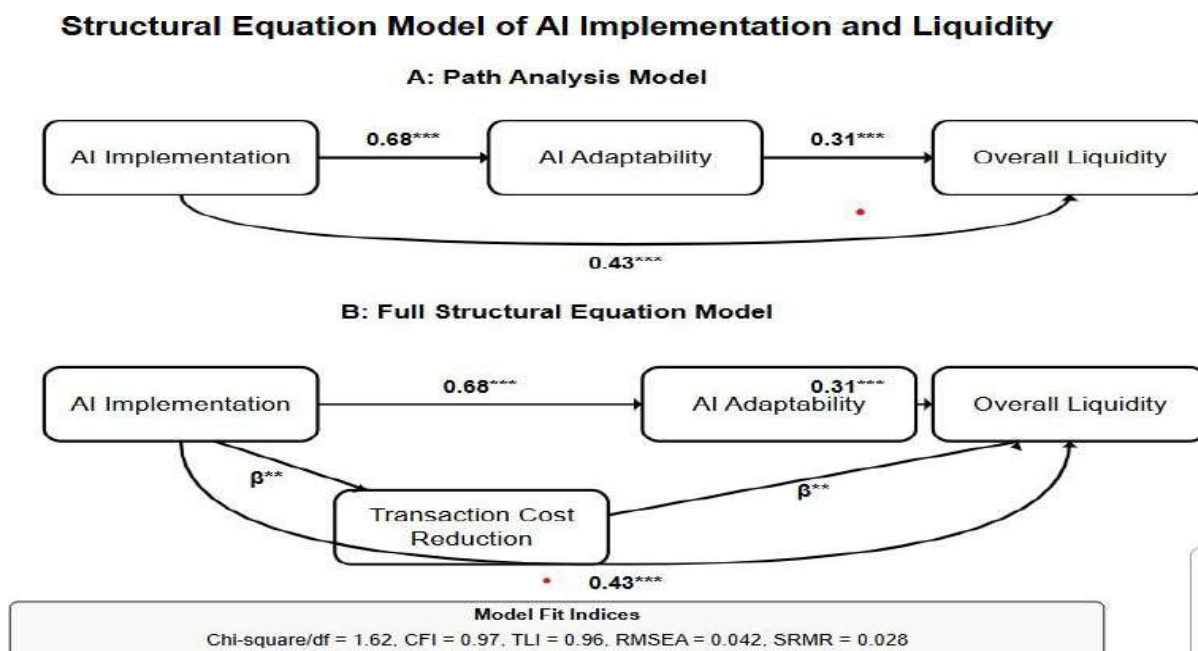 Structural Equation Model of AI Implementation and Liquidity
A: Path Analysis Model
AI Implementation
0.68***
AI Adaptability
0.31***
Overall Liquidity
0.43***
B: Full Structural Equation Model
AI Implementation
0.68***
AI Adaptability
0.31***
Overall Liquidity
β**
Transaction Cost
Reduction
β**
0.43***
Model Fit Indices
Chi-square/df = 1.62, CFI = 0.97, TLI = 0.96, RMSEA = 0.042, SRMR = 0.028